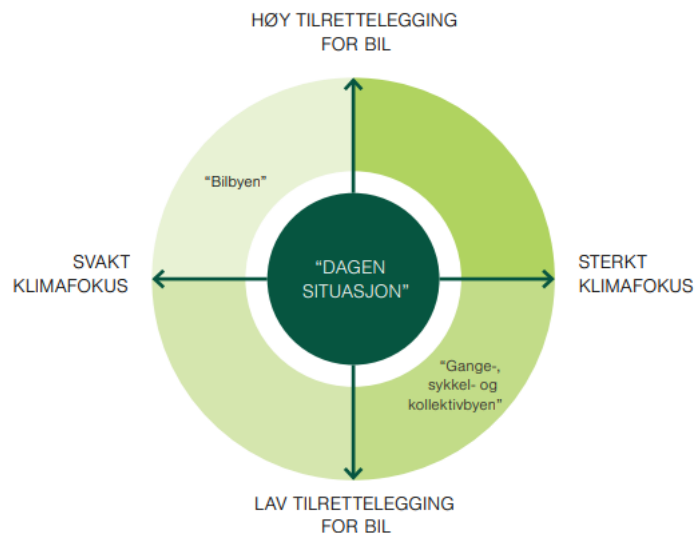 HØY TILRETTELEGGING
FOR BIL
“Bilbyen”
SVAKT
KLIMAFOKUS
“DAGEN
SITUASJON”
STERKT
KLIMAFOKUS
“Gange-,
sykkel- og
kollektivbyen”
LAV TILRETTELEGGING
FOR BIL